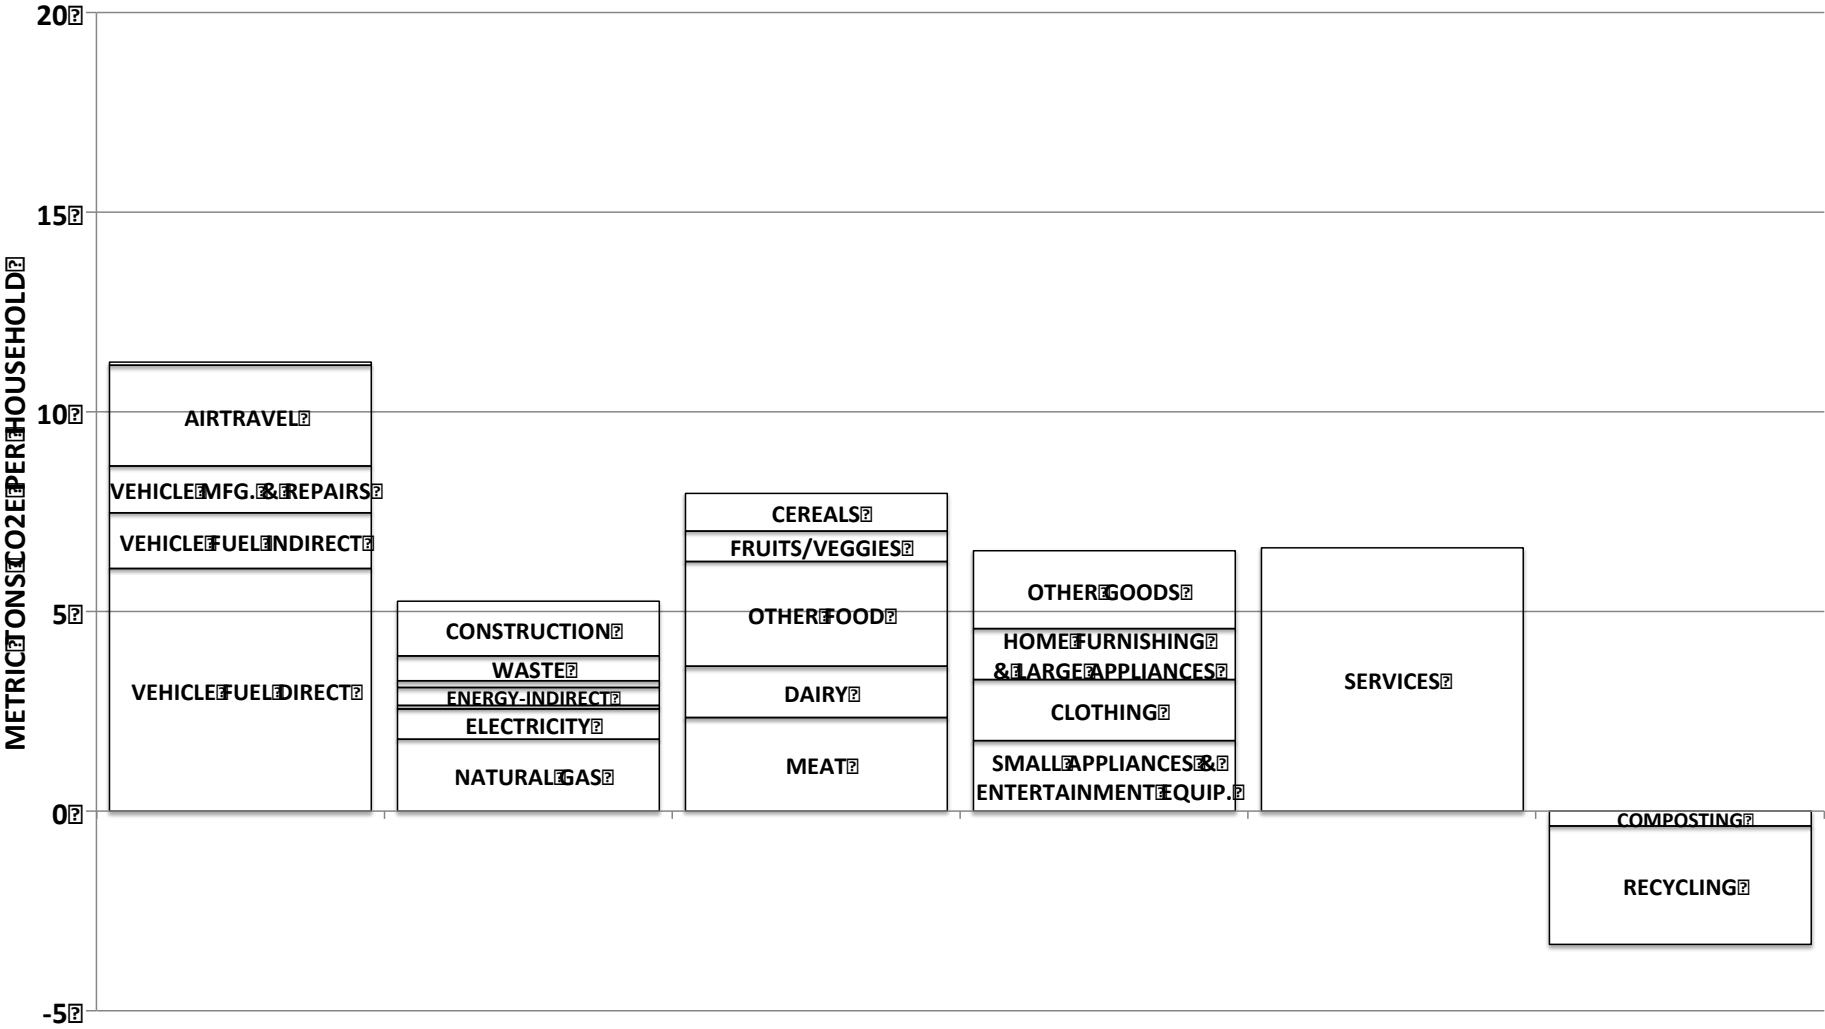 20
15
10
5
0
-5
METRIC TONS CO2E PER HOUSEHOLD
AIRTRAVEL
VEHICLE MFG. & REPAIRS
VEHICLE FUEL INDIRECT
VEHICLE FUEL DIRECT
CONSTRUCTION
WASTE
ENERGY-INDIRECT
ELECTRICITY
NATURAL GAS
CEREALS
FRUITS/VEGGIES
OTHER FOOD
DAIRY
MEAT
OTHER GOODS
HOME FURNISHING
& LARGE APPLIANCES
CLOTHING
SMALL APPLIANCES &
ENTERTAINMENT EQUIP.
SERVICES
COMPOSTING
RECYCLING